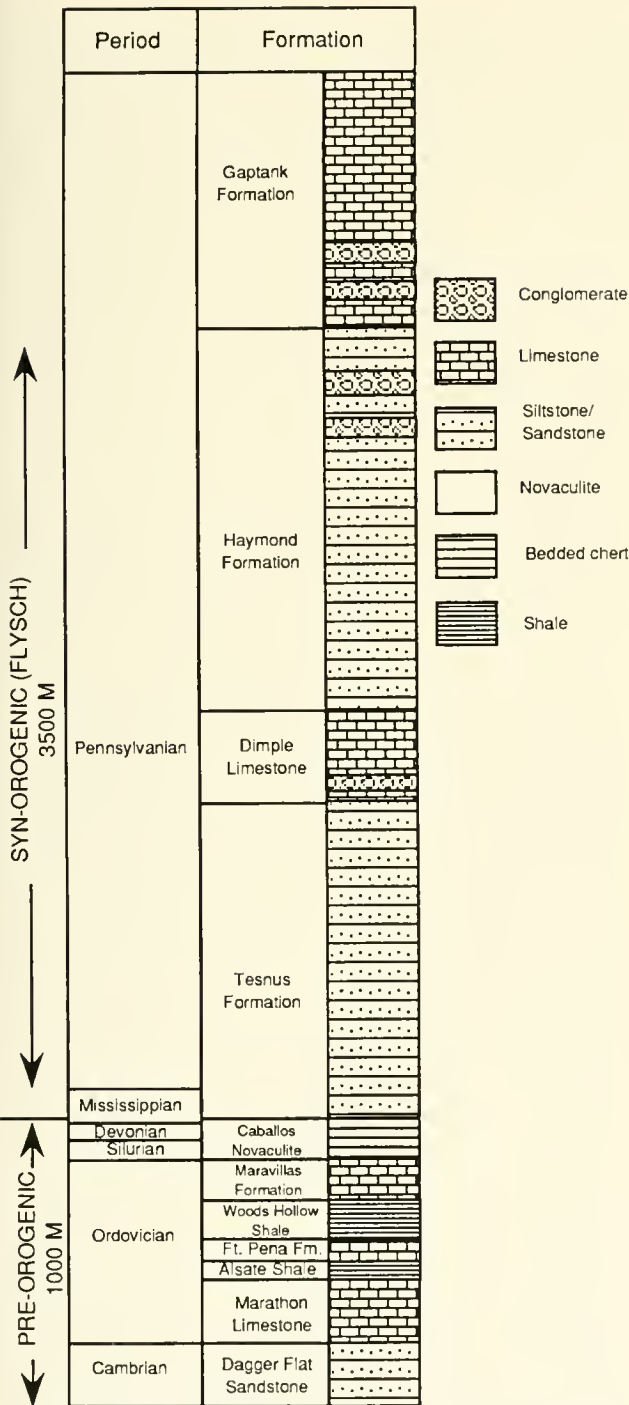 Period
Formation
Gaptank
Formation
Haymond
Formation
Dimple
Limestone
Tesnus
Formation
Caballos
Novaculite
Maravillas
Formation
Woods Hollow
Shale
Ft. Pena Fm.
Alsate Shale
Marathon
Limestone
Dagger Flat
Sandstone
Pennsylvanian
Mississippian
Devonian
Silurian
Ordovician
Cambrian
SYN-OROGENIC (FLYSCH)
3500 M
PRE-OROGENIC
1000 M
Conglomerate
Limestone
Siltstone/
Sandstone
Novaculite
Bedded chert
Shale